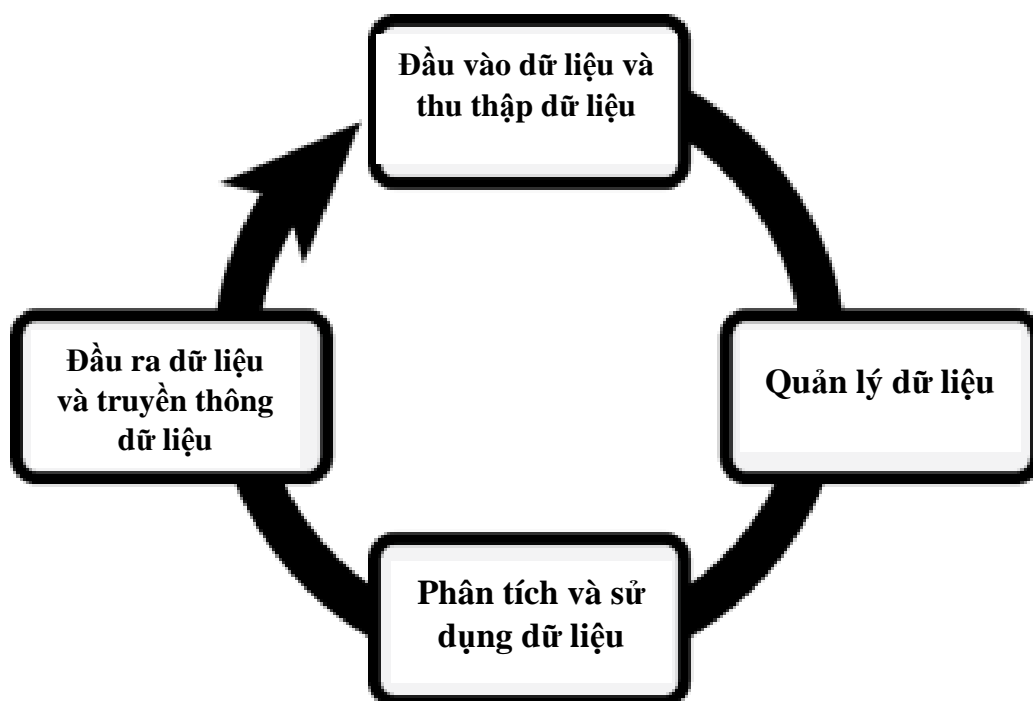 Đầu vào dữ liệu và
thu thập dữ liệu
Quản lý dữ liệu
Phân tích và sử
dụng dữ liệu
Đầu ra dữ liệu
và truyền thông
dữ liệu